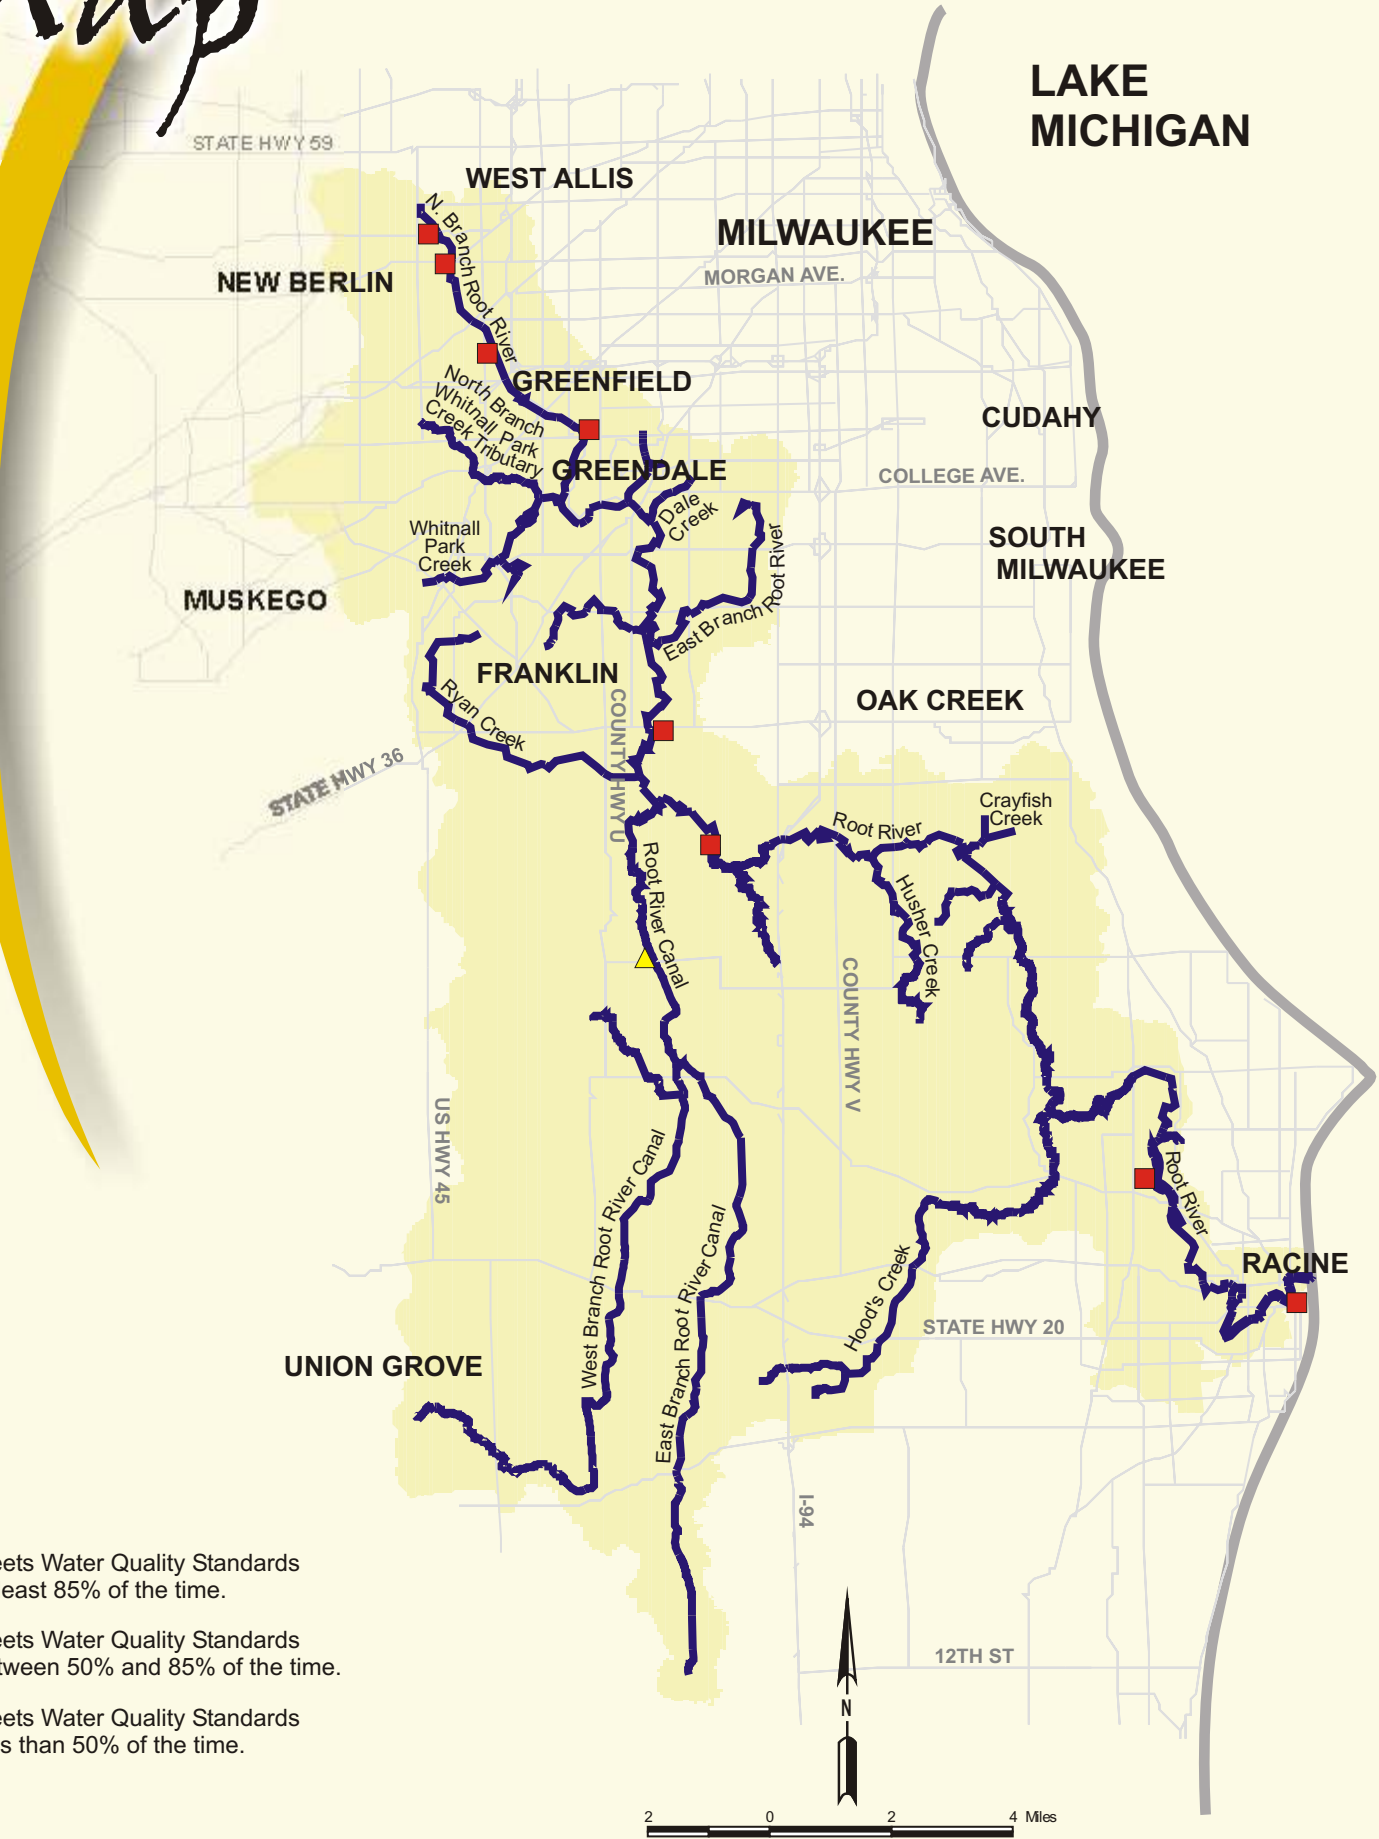 LAKE
MICHIGAN
STATE HWY 59
WEST ALLIS
N. Branch Root River
MILWAUKEE
NEW BERLIN
MORGAN AVE.
GREENFIELD
North Branch
Whitnall Park
Creek Tributary
CUDAHY
GREENDALE
COLLEGE AVE.
Dale
Creek
Whitnall
Park
Creek
SOUTH
MILWAUKEE
East Branch Root River
MUSKEGO
FRANKLIN
Ryan Creek
COUNTY HWY U
OAK CREEK
STATE HWY 36
Crayfish
Creek
Root River
Root River Canal
Husher Creek
COUNTY HWY V
US HWY 45
West Branch Root River Canal
East Branch Root River Canal
Root River
Hood's Creek
RACINE
STATE HWY 20
UNION GROVE
I-94
eets Water Quality Standards
east 85% of the time.
eets Water Quality Standards
tween 50% and 85% of the time.
eets Water Quality Standards
s than 50% of the time.
12TH ST
N
2 0 2 4 Miles